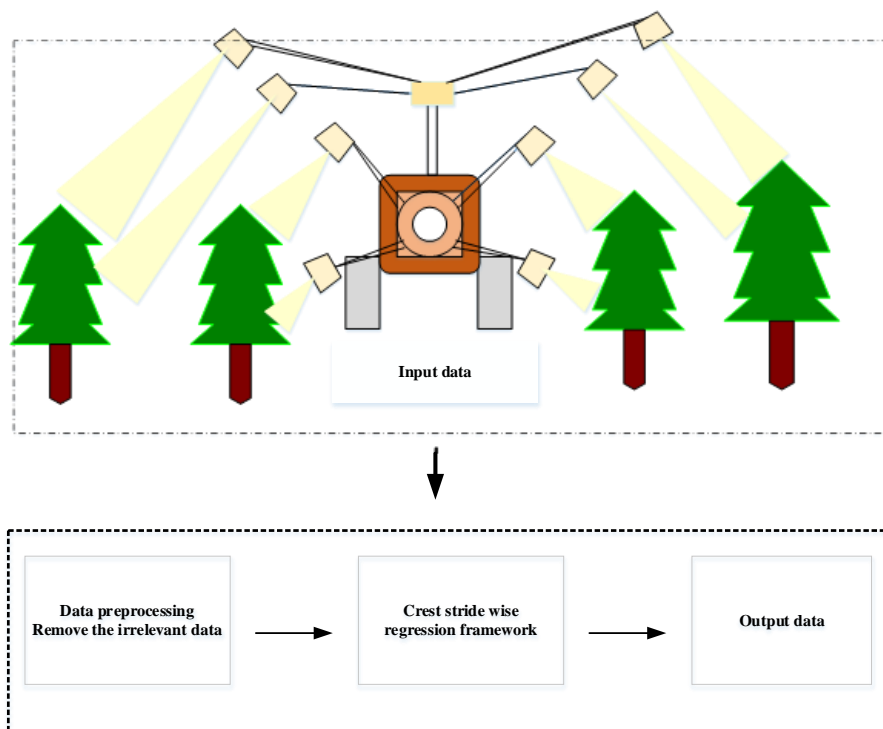 Input data
Data preprocessing
Remove the irrelevant data
Crest stride wise
regression framework
Output data